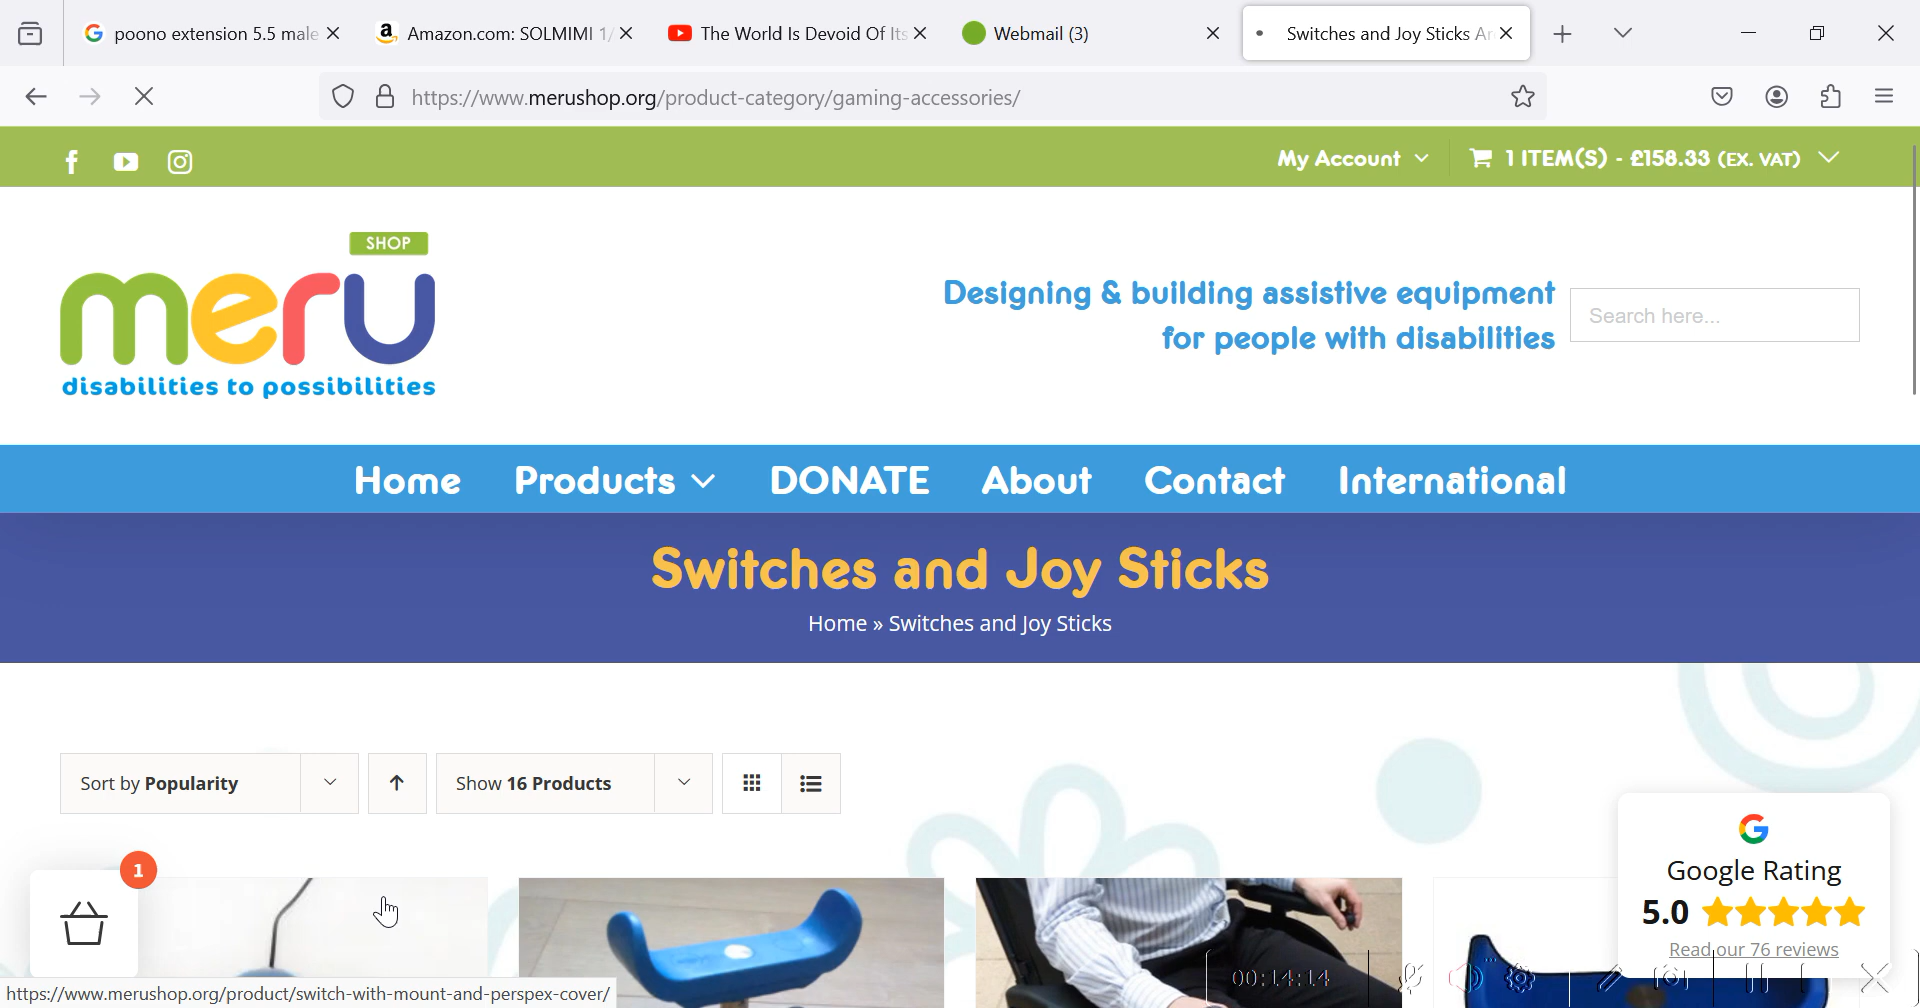 poono extension 5.5 male
Amazon.com: SOLMIMI 1/
The World Is Devoid Of Its
Webmail (3)
Switches and Joy Sticks Ar
https://www.merushop.org/product-category/gaming-accessories/
My Account
1 ITEM(S) - £158.33 (EX. VAT)
SHOP
meru
disabilities to possibilities
Designing & building assistive equipment
for people with disabilities
Search here...
Home Products DONATE About Contact International
Switches and Joy Sticks
Home » Switches and Joy Sticks
Sort by Popularity
Show 16 Products
1
Google Rating
5.0
Read our 76 reviews
00:14:14
https://www.merushop.org/product/switch-with-mount-and-perspex-cover/